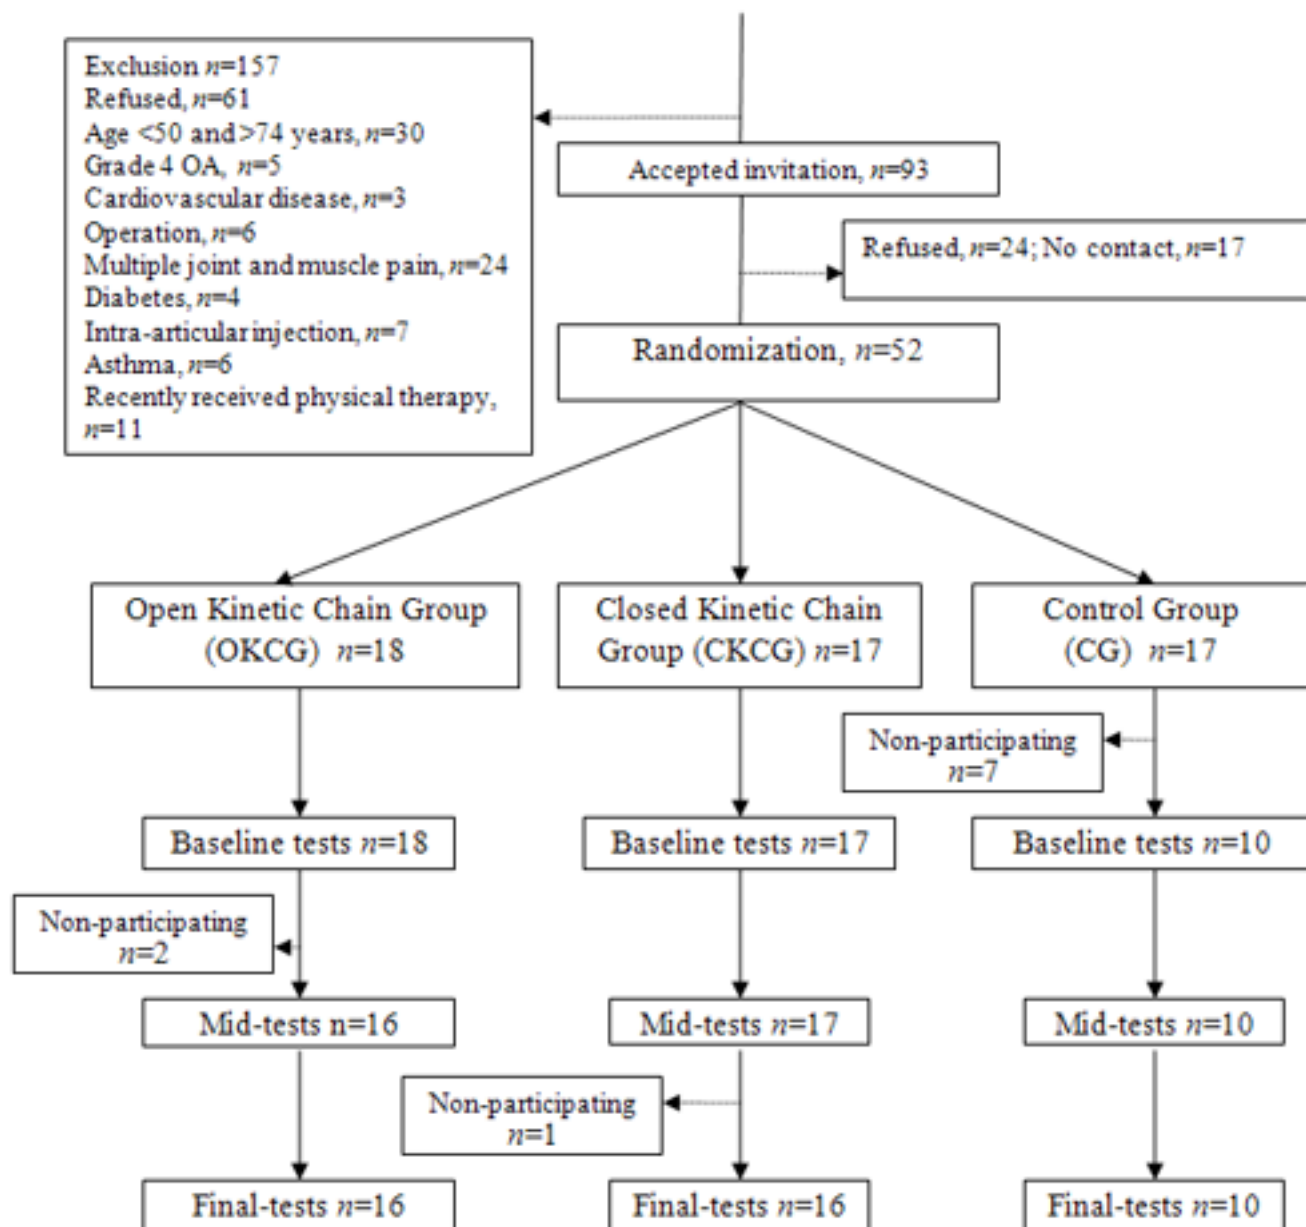 Exclusion n=157
Refused, n=61
Age <50 and >74 years, n=30
Grade 4 OA, n=5
Cardiovascular disease, n=3
Operation, n=6
Multiple joint and muscle pain, n=24
Diabetes, n=4
Intra-articular injection, n=7
Asthma, n=6
Recently received physical therapy,
n=11
Accepted invitation, n=93
Refused, n=24; No contact, n=17
Randomization, n=52
Open Kinetic Chain Group
(OKCG) n=18
Closed Kinetic Chain
Group (CKCG) n=17
Control Group
(CG) n=17
Non-participating
n=7
Baseline tests n=18
Baseline tests n=17
Baseline tests n=10
Non-participating
n=2
Mid-tests n=16
Mid-tests n=17
Mid-tests n=10
Non-participating
n=1
Final-tests n=16
Final-tests n=16
Final-tests n=10